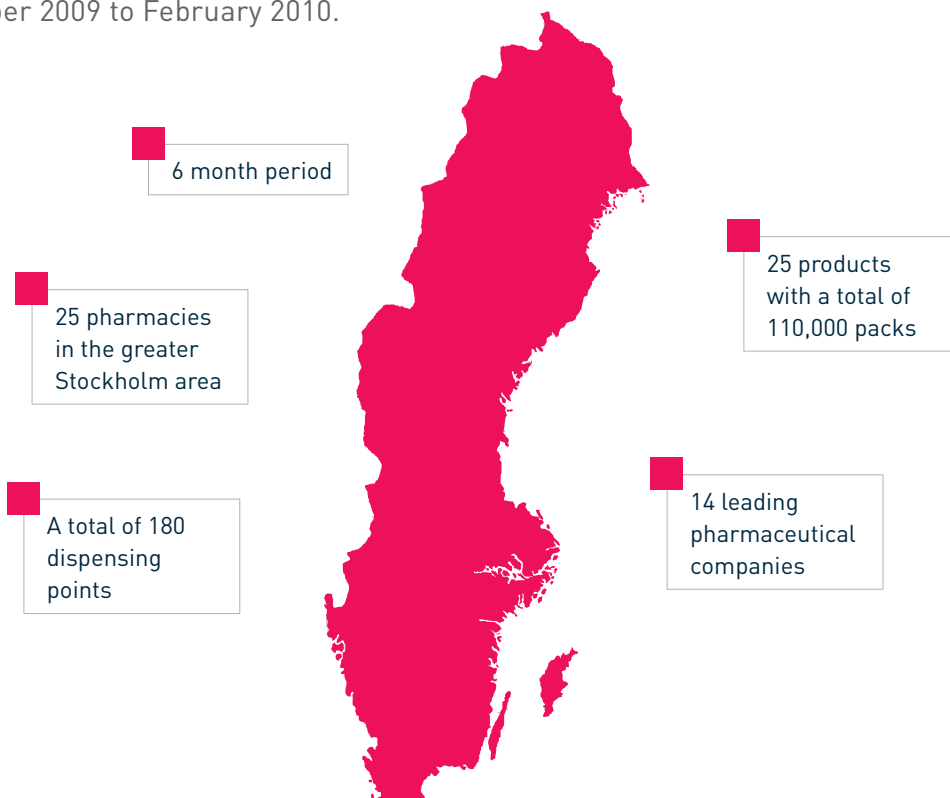 2009 to February 2010.
6 month period
25 products
with a total of
110,000 packs
25 pharmacies
in the greater
Stockholm area
14 leading
pharmaceutical
companies
A total of 180
dispensing
points